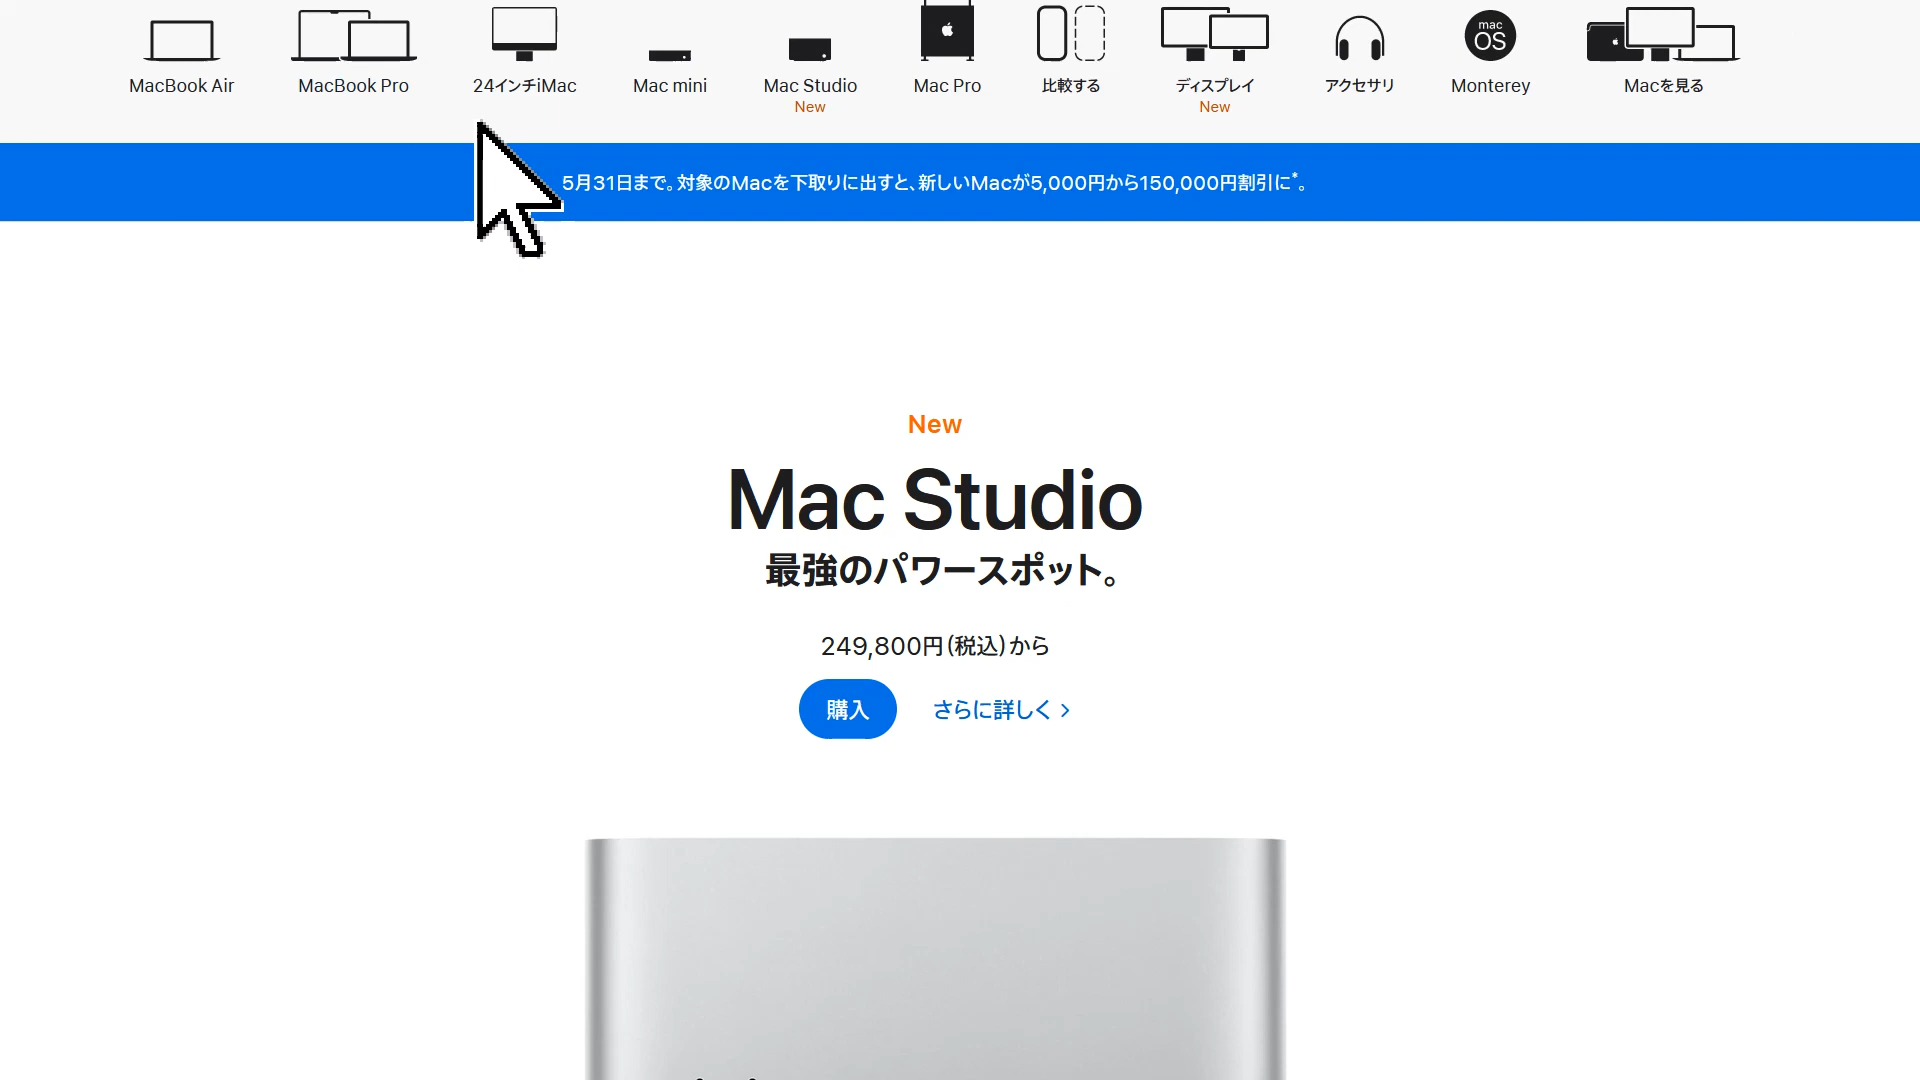 MacBook Air
MacBook Pro
24インチiMac
Mac mini
Mac Studio
New
Mac Pro
比較する
ディスプレイ
New
アクセサリ
mac
OS
Monterey
Macを見る
5月31日まで。対象のMacを下取りに出すと、新しいMacが5,000円から150,000円割引に*。
New
Mac Studio
最強のパワースポット。
249,800円(税込)から
購入
さらに詳しく >